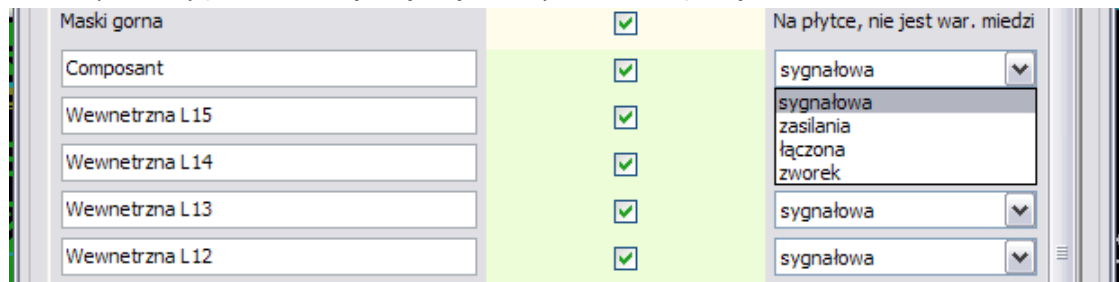 Maski gorna Na płytce, nie jest war. miedzi
Composant sygnałowa
sygnałowa
Wewnetrzna L15 zasilania
łączona
Wewnetrzna L14 zworek
Wewnetrzna L13 sygnałowa
Wewnetrzna L12 sygnałowa